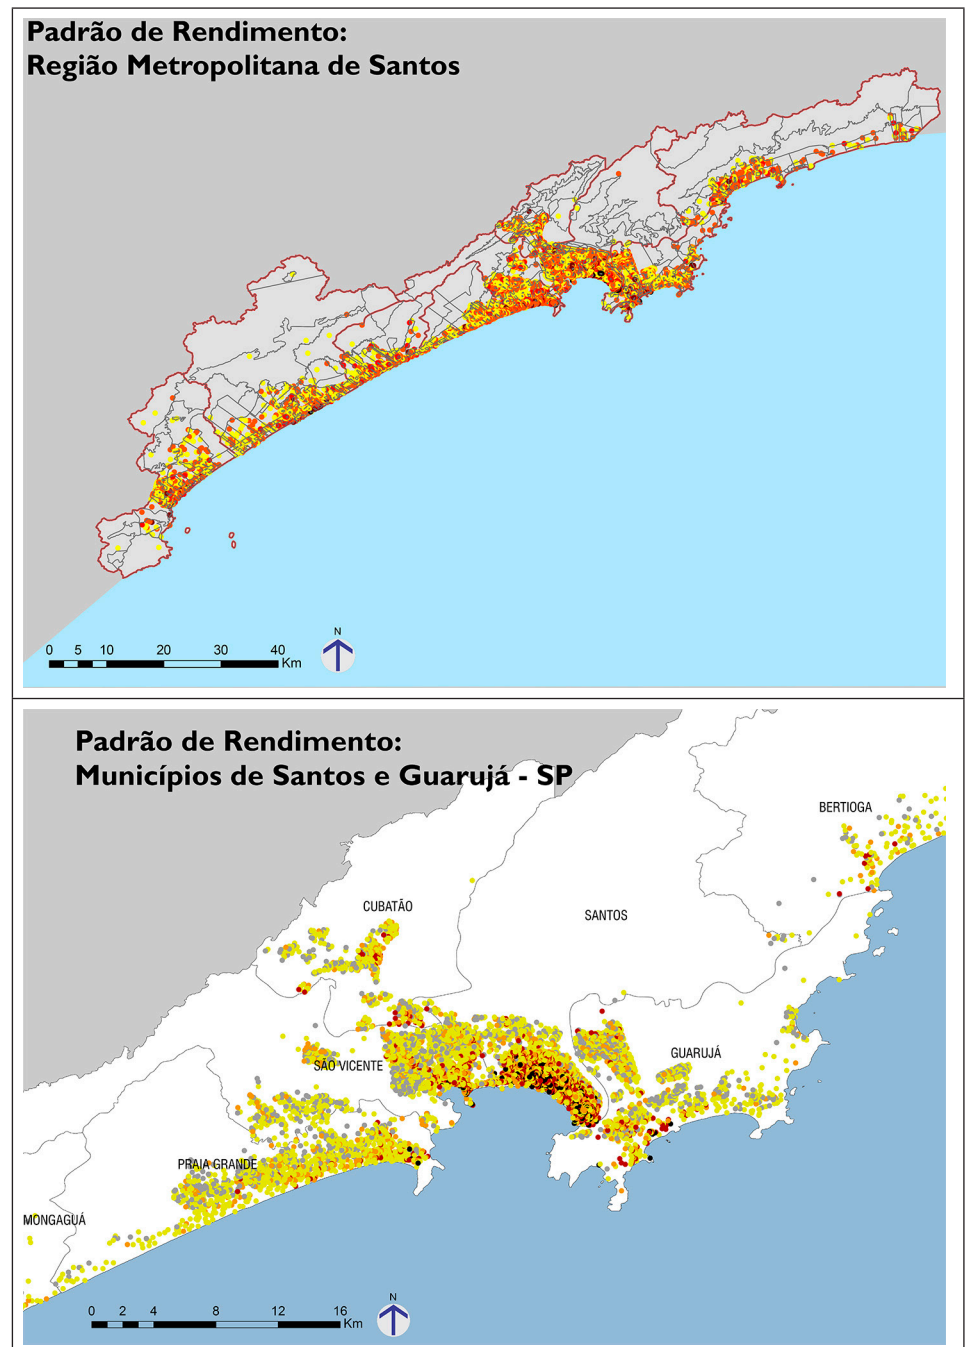 Padrão de Rendimento:
Região Metropolitana de Santos
N
0 5 10 20 30 40
Km
Padrão de Rendimento:
Municípios de Santos e Guarujá - SP
BERTIOGA
CUBATÃO
SANTOS
GUARUJÁ
SÃO VICENTE
PRAIA GRANDE
MONGAGUÁ
N
0 2 4 8 12 16
Km